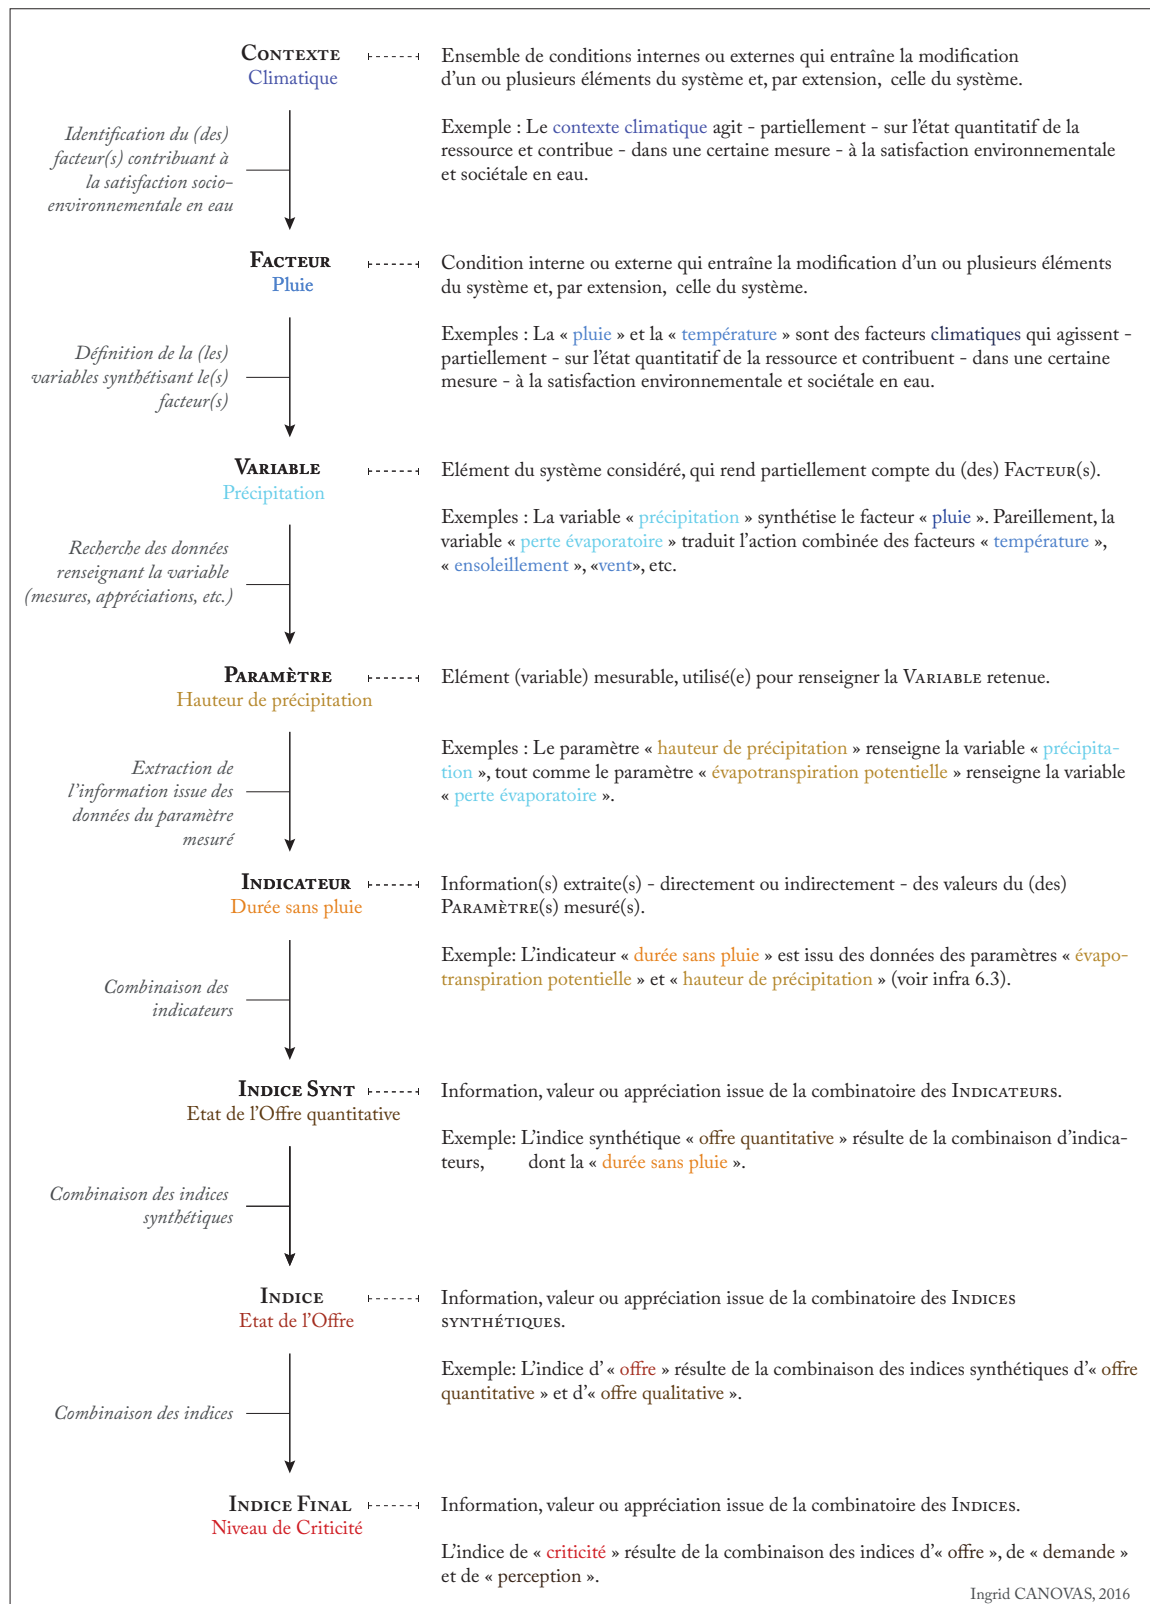 CONTEXTE
Climatique
Ensemble de conditions internes ou externes qui entraîne la modification
d'un ou plusieurs éléments du système et, par extension, celle du système.
Exemple : Le contexte climatique agit - partiellement - sur l'état quantitatif de la
ressource et contribue - dans une certaine mesure - à la satisfaction environnementale
et sociétale en eau.
Identification du (des)
facteur(s) contribuant à
la satisfaction socio-
environnementale en eau
FACTEUR
Pluie
Condition interne ou externe qui entraîne la modification d'un ou plusieurs éléments
du système et, par extension, celle du système.
Exemples : La « pluie » et la « température » sont des facteurs climatiques qui agissent -
partiellement - sur l'état quantitatif de la ressource et contribuent - dans une certaine
mesure - à la satisfaction environnementale et sociétale en eau.
Définition de la (les)
variables synthétisant le(s)
facteur(s)
VARIABLE
Précipitation
Elément du système considéré, qui rend partiellement compte du (des) FACTEUR(s).
Exemples : La variable « précipitation » synthétise le facteur « pluie ». Pareillement, la
variable « perte évaporatoire » traduit l'action combinée des facteurs « température »,
« ensoleillement », «vent», etc.
Recherche des données
renseignant la variable
(mesures, appréciations, etc.)
PARAMÈTRE
Hauteur de précipitation
Elément (variable) mesurable, utilisé(e) pour renseigner la VARIABLE retenue.
Exemples : Le paramètre « hauteur de précipitation » renseigne la variable « précipita-
tion », tout comme le paramètre « évapotranspiration potentielle » renseigne la variable
« perte évaporatoire ».
Extraction de
l'information issue des
données du paramètre
mesuré
INDICATEUR
Durée sans pluie
Information(s) extraite(s) - directement ou indirectement - des valeurs du (des)
PARAMÈTRE(s) mesuré(s).
Exemple: L'indicateur « durée sans pluie » est issu des données des paramètres « évapo-
transpiration potentielle » et « hauteur de précipitation » (voir infra 6.3).
Combinaison des
indicateurs
INDICE SYNT
Etat de l'Offre quantitative
Information, valeur ou appréciation issue de la combinatoire des INDICATEURS.
Exemple: L'indice synthétique « offre quantitative » résulte de la combinaison d'indica-
teurs, dont la « durée sans pluie ».
Combinaison des indices
synthétiques
INDICE
Etat de l'Offre
Information, valeur ou appréciation issue de la combinatoire des INDICES
SYNTHÉTIQUES.
Exemple: L'indice d' « offre » résulte de la combinaison des indices synthétiques d'« offre
quantitative » et d'« offre qualitative ».
Combinaison des indices
INDICE FINAL
Niveau de Criticité
Information, valeur ou appréciation issue de la combinatoire des INDICES.
L'indice de « criticité » résulte de la combinaison des indices d'« offre », de « demande »
et de « perception ».
Ingrid CANOVAS, 2016